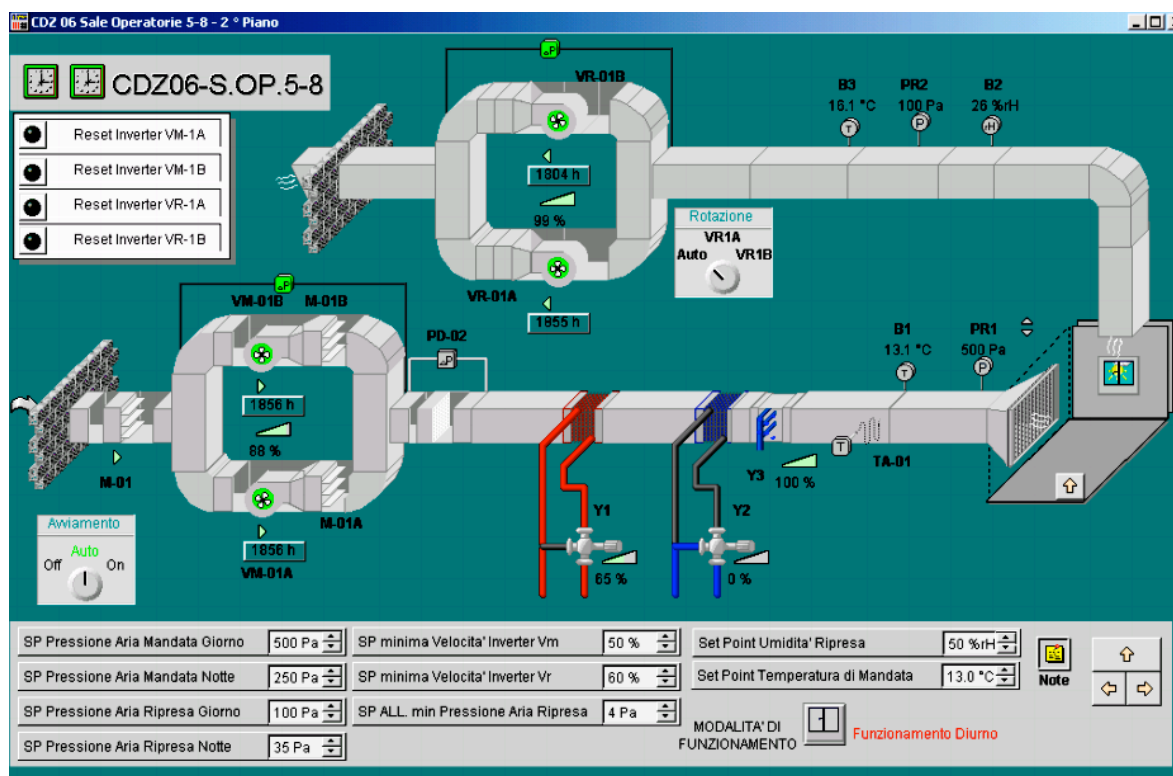 CDZ 06 Sale Operatorie 5-8 - 2 ° Piano
CDZ06-S.OP.5-8
Reset Inverter VM-1A
Reset Inverter VM-1B
Reset Inverter VR-1A
Reset Inverter VR-1B
P
VR-01B
1804 h
99 %
VR-01A
1855 h
Rotazione
VR1A
Auto VR1B
B3 PR2 B2
16.1 °C 100 Pa 26 %rH
T P rH
P
VM-01B M-01B
1856 h
88 %
M-01A
1856 h
VM-01A
M-01
PD-02
P
B1 PR1
13.1 °C 500 Pa
T P
T
TA-01
Y3 100 %
Y1
65 %
Y2
0 %
Avviamento
Auto
Off On
SP Pressione Aria Mandata Giorno 500 Pa
SP Pressione Aria Mandata Notte 250 Pa
SP Pressione Aria Ripresa Giorno 100 Pa
SP Pressione Aria Ripresa Notte 35 Pa
SP minima Velocita' Inverter Vm 50 %
SP minima Velocita' Inverter Vr 60 %
SP ALL. min Pressione Aria Ripresa 4 Pa
Set Point Umidita' Ripresa 50 %rH
Set Point Temperatura di Mandata 13.0 °C
MODALITA' DI
FUNZIONAMENTO
Funzionamento Diurno
Note